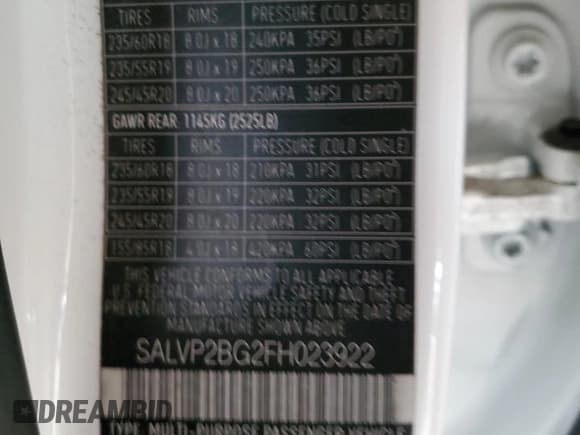 TIRES RIMS PRESSURE (COLD SINGLE)
235/60R18 8.0J x 18 240KPA 35PSI (LB/PO²)
235/55R19 8.0J x 19 250KPA 36PSI (LB/PO²)
245/45R20 8.0J x 20 250KPA 36PSI (LB/PO²)
GAWR REAR: 1145KG (2525LB)
TIRES RIMS PRESSURE (COLD SINGLE)
235/60R18 8.0J x 18 210KPA 31PSI (LB/PO²)
235/55R19 8.0J x 19 220KPA 32PSI (LB/PO²)
245/45R20 8.0J x 20 220KPA 32PSI (LB/PO²)
155/85R18 4.0J x 18 420KPA 60PSI (LB/PO²)
THIS VEHICLE CONFORMS TO ALL APPLICABLE
U.S. FEDERAL MOTOR VEHICLE SAFETY AND THEFT
PREVENTION STANDARDS IN EFFECT ON THE DATE OF
MANUFACTURE SHOWN ABOVE.
SALVP2BG2FH023922
TYPE: MULTI-PURPOSE PASSENGER VEHICLE
DREAMBID